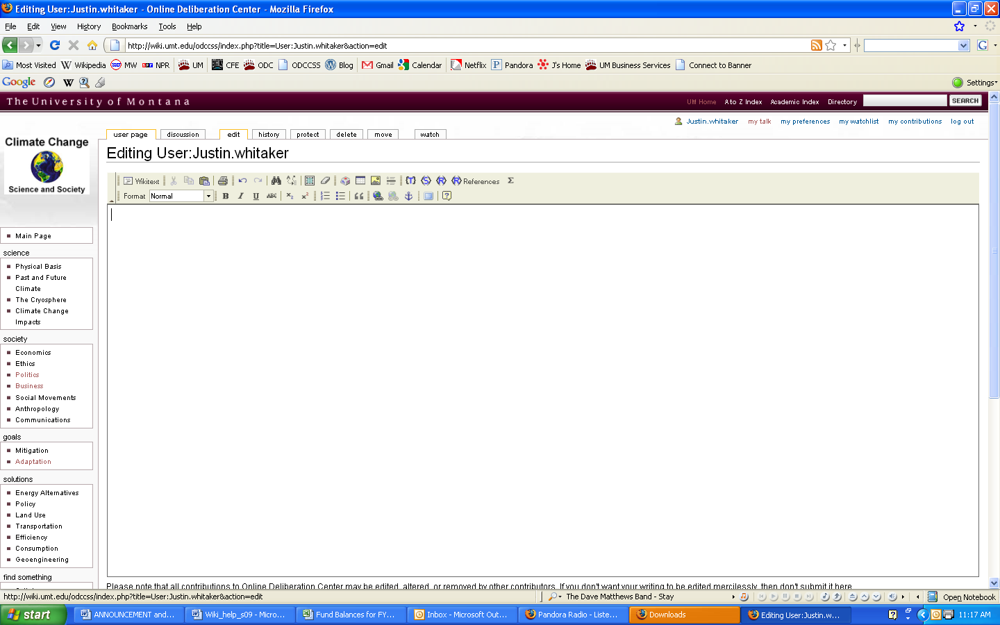 Editing User:Justin.whitaker - Online Deliberation Center - Mozilla Firefox
File Edit View History Bookmarks Tools Help
http://wiki.umt.edu/odccss/index.php?title=User:Justin.whitaker&action=edit
Most Visited Wikipedia MW NPR UM CFE ODC ODCCSS Blog Gmail Calendar Netflix Pandora J's Home UM Business Services Connect to Banner
Google Settings
The University of Montana UM Home A to Z Index Academic Index Directory SEARCH
Justin.whitaker my talk my preferences my watchlist my contributions log out
user page discussion edit history protect delete move watch
Climate Change
Science and Society
Editing User:Justin.whitaker
Wikitext References Σ
Format Normal B I U ABC
Main Page
science
Physical Basis
Past and Future
Climate
The Cryosphere
Climate Change
Impacts
society
Economics
Ethics
Politics
Business
Social Movements
Anthropology
Communications
goals
Mitigation
Adaptation
solutions
Energy Alternatives
Policy
Land Use
Transportation
Efficiency
Consumption
Geoengineering
find something
Please note that all contributions to Online Deliberation Center may be edited, altered, or removed by other contributors. If you don't want your writing to be edited mercilessly, then don't submit it here.
http://wiki.umt.edu/odccss/index.php?title=User:Justin.whitaker&action=edit The Dave Matthews Band - Stay Open Notebook
start ANNOUNCEMENT and... Wiki_help_s09 - Micro... Fund Balances for FY... Inbox - Microsoft Out... Pandora Radio - Liste... Downloads Editing User:Justin.w... 11:17 AM